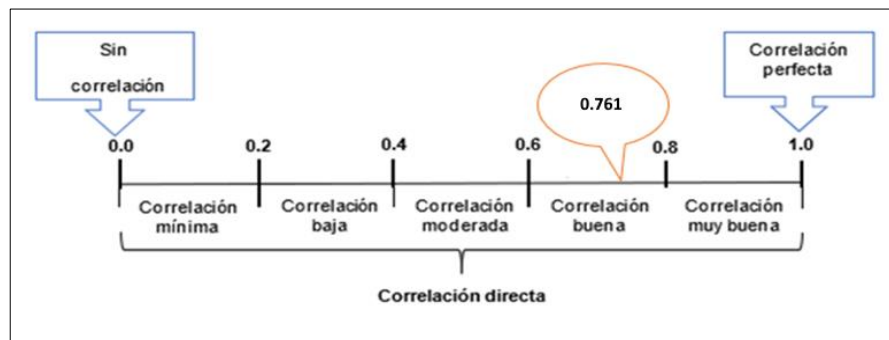 Sin
correlación
0.761
Correlación
perfecta
0.0
0.2
0.4
0.6
0.8
1.0
Correlación
mínima
Correlación
baja
Correlación
moderada
Correlación
buena
Correlación
muy buena
Correlación directa